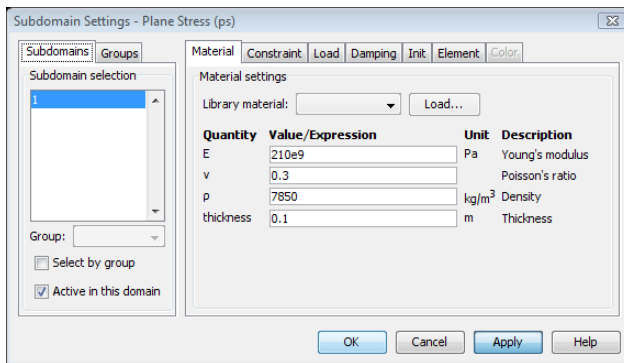 Subdomain Settings - Plane Stress (ps)
Subdomains Groups
Subdomain selection
1
Group:
Select by group
Active in this domain
Material Constraint Load Damping Init Element Color
Material settings
Library material: Load...
Quantity Value/Expression Unit Description
E 210e9 Pa Young's modulus
ν 0.3 Poisson's ratio
ρ 7850 kg/m³ Density
thickness 0.1 m Thickness
OK Cancel Apply Help